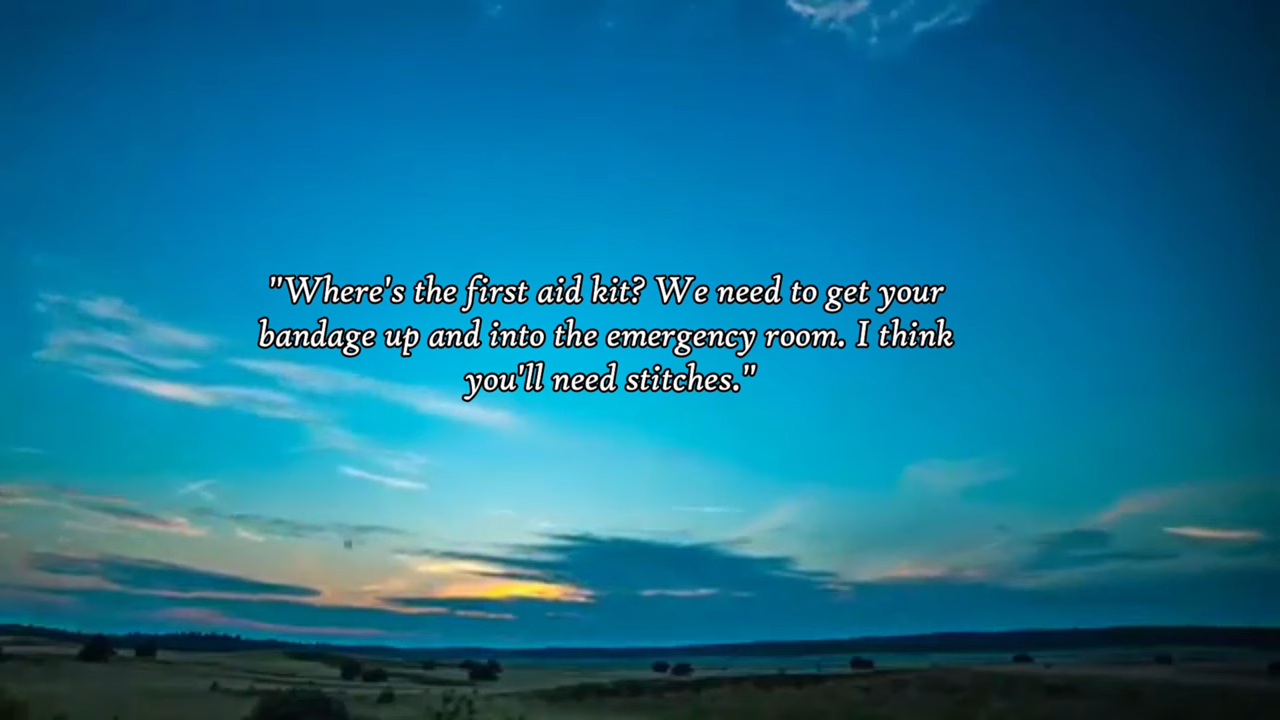 "Where's the first aid kit? We need to get your
bandage up and into the emergency room. I think
you'll need stitches."